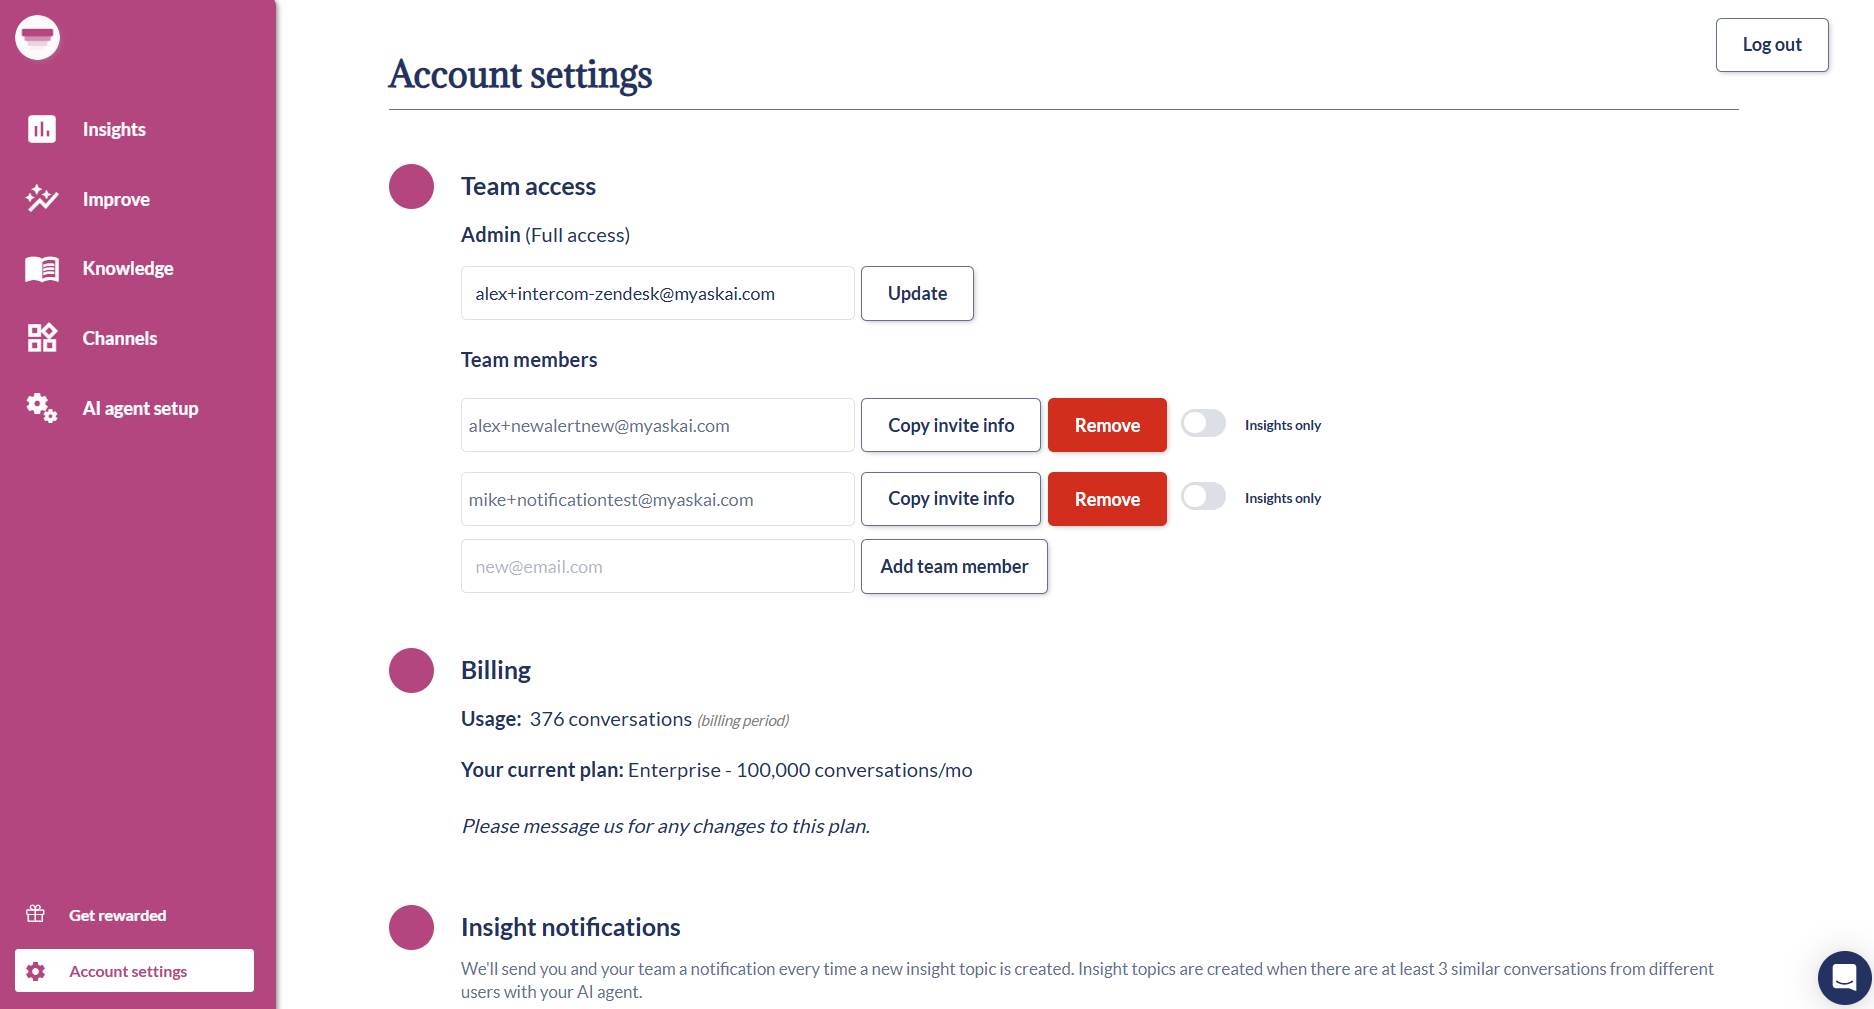 Log out
Account settings
Insights
Improve
Knowledge
Channels
AI agent setup
Get rewarded
Account settings
Team access
Admin (Full access)
alex+intercom-zendesk@myaskai.com Update
Team members
alex+newalertnew@myaskai.com Copy invite info Remove Insights only
mike+notificationtest@myaskai.com Copy invite info Remove Insights only
new@email.com Add team member
Billing
Usage: 376 conversations (billing period)
Your current plan: Enterprise - 100,000 conversations/mo
Please message us for any changes to this plan.
Insight notifications
We'll send you and your team a notification every time a new insight topic is created. Insight topics are created when there are at least 3 similar conversations from different
users with your AI agent.